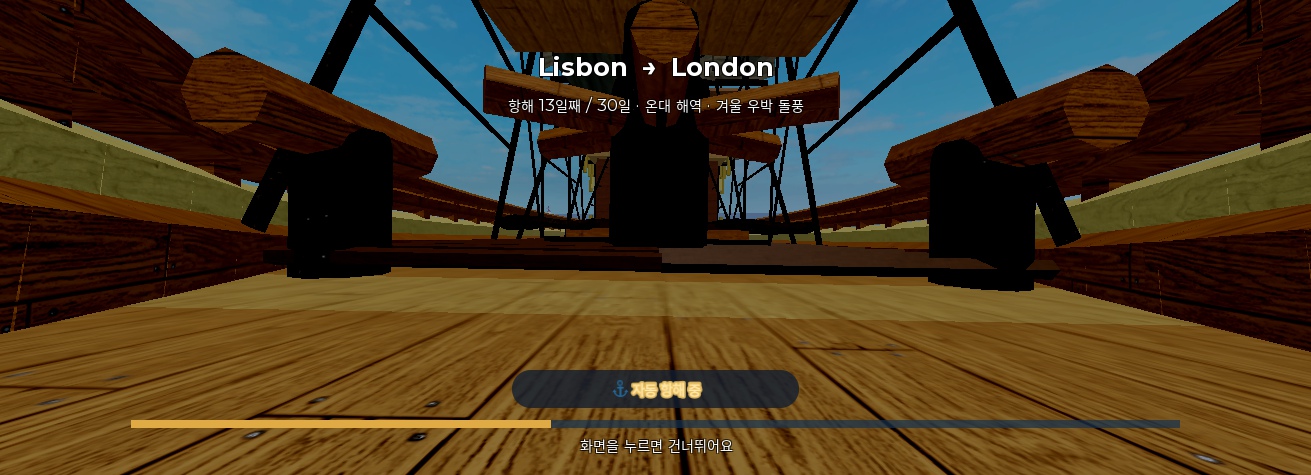 Lisbon → London
항해 13일째 / 30일 · 온대 해역 · 겨울 우박 돌풍
⚓ 자동 항해 중
화면을 누르면 건너뛰어요